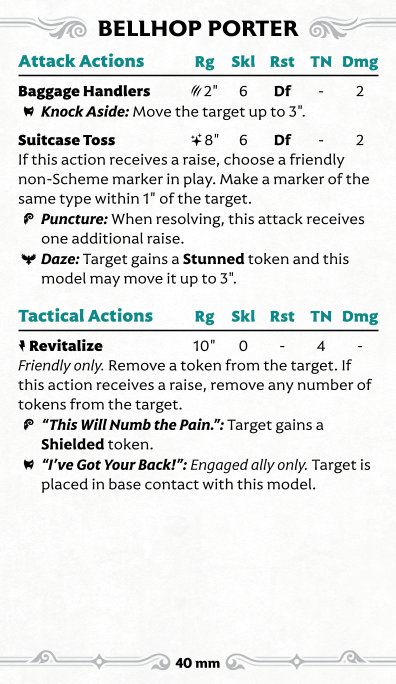 BELLHOP PORTER
Attack Actions Rg Skl Rst TN Dmg
Baggage Handlers 2" 6 Df - 2
Knock Aside: Move the target up to 3".
Suitcase Toss 8" 6 Df - 2
If this action receives a raise, choose a friendly
non-Scheme marker in play. Make a marker of the
same type within 1" of the target.
Puncture: When resolving, this attack receives
one additional raise.
Daze: Target gains a Stunned token and this
model may move it up to 3".
Tactical Actions Rg Skl Rst TN Dmg
Revitalize 10" 0 - 4 -
Friendly only. Remove a token from the target. If
this action receives a raise, remove any number of
tokens from the target.
“This Will Numb the Pain.”: Target gains a
Shielded token.
“I’ve Got Your Back!”: Engaged ally only. Target is
placed in base contact with this model.
40 mm